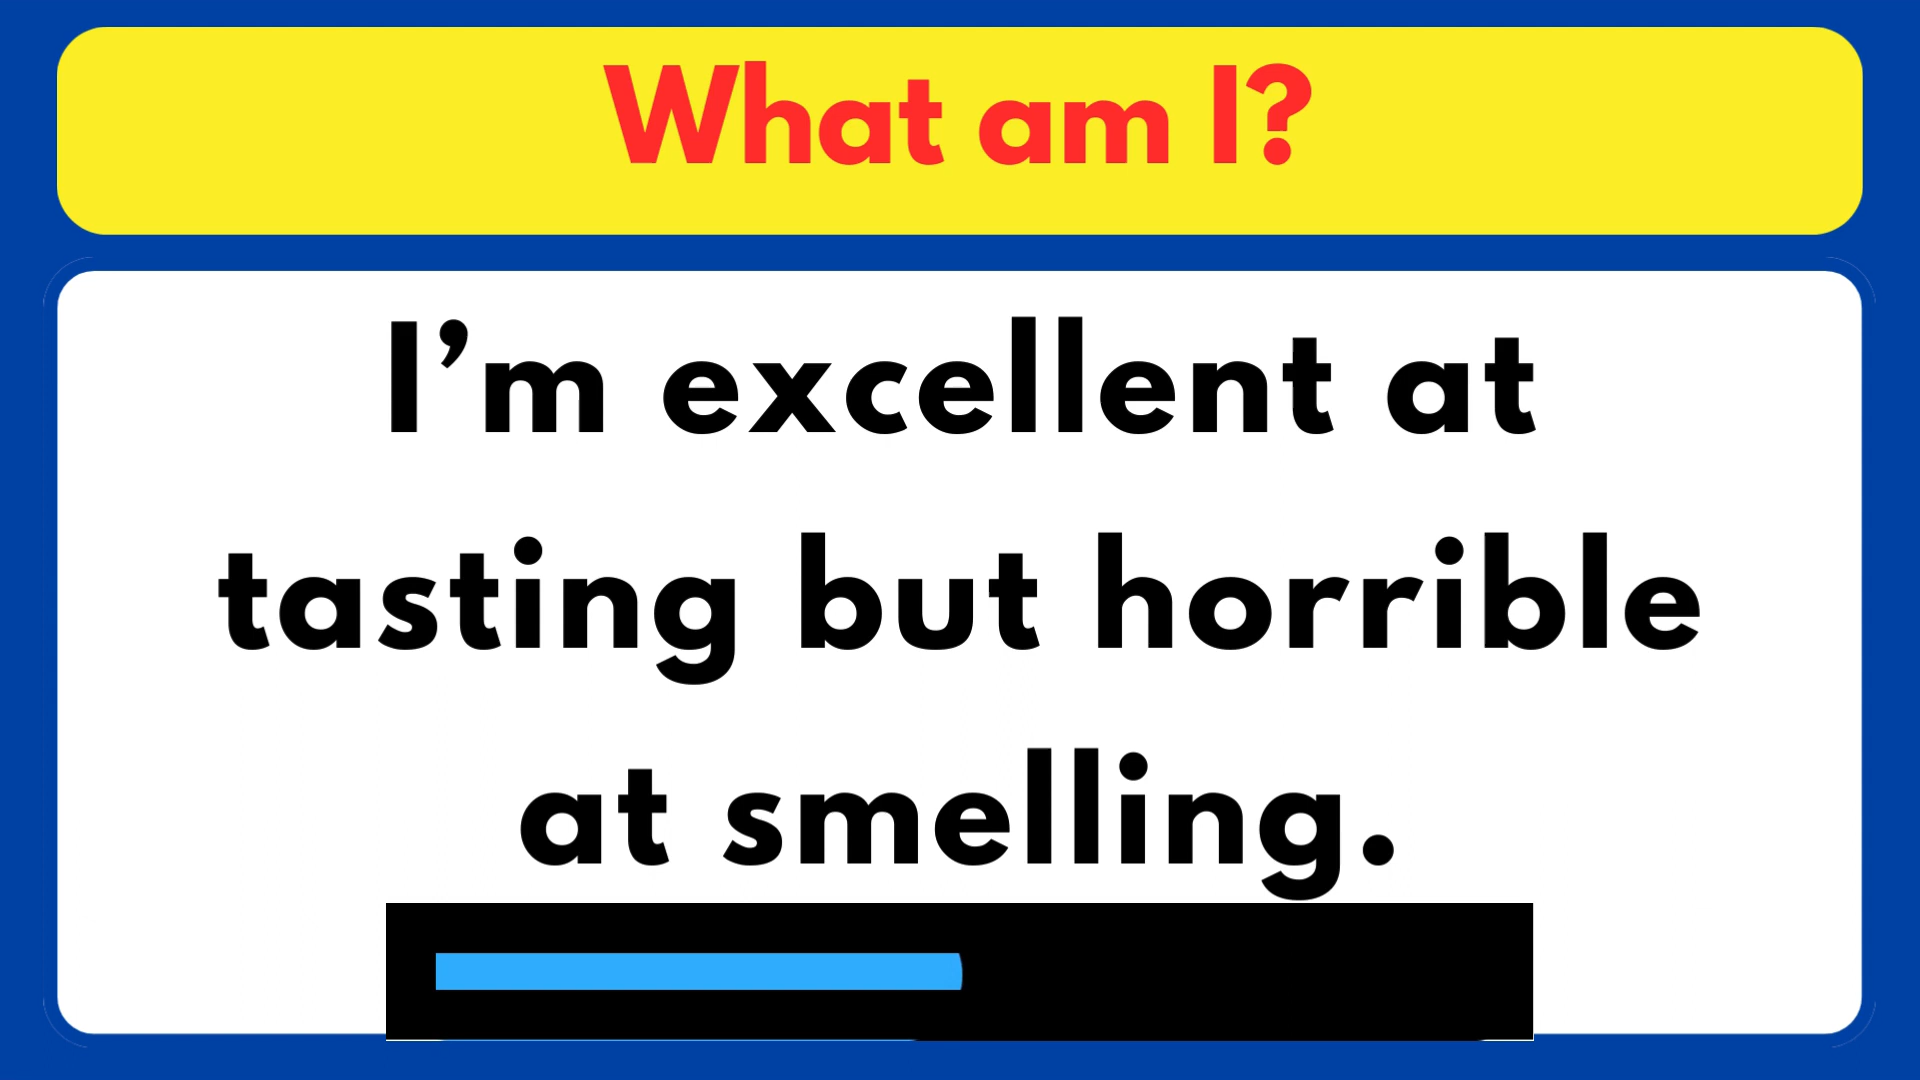 What am I?
I’m excellent at
tasting but horrible
at smelling.